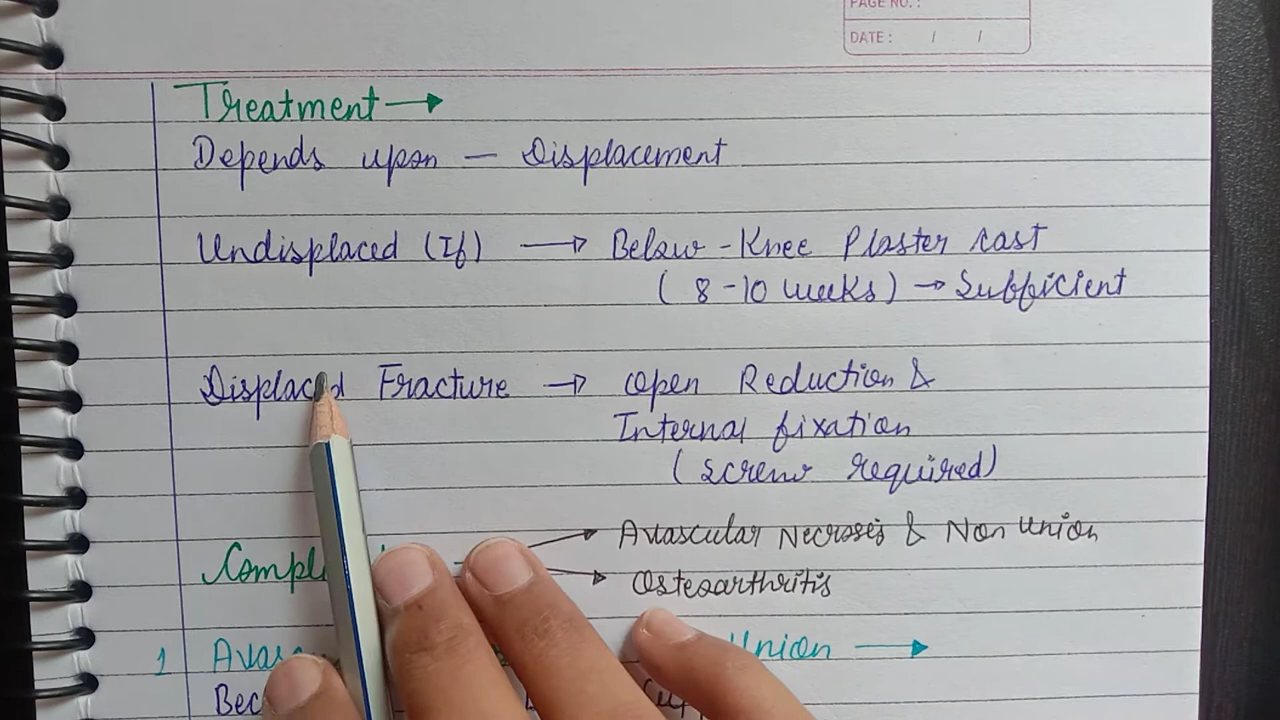 PAGE NO. :
DATE : / /
Treatment →
Depends upon — Displacement
Undisplaced (If) → Below-Knee Plaster cast
(8-10 weeks) → Sufficient
Displaced Fracture → Open Reduction &
Internal fixation
(screw required)
Avascular Necrosis & Non Union
Osteoarthritis
1 Union →